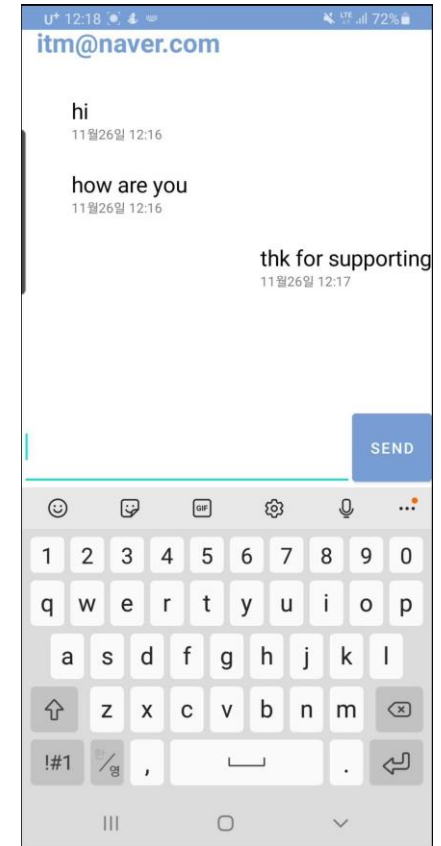 U+ 12:18 LTE 72%
itm@naver.com
hi
11월26일 12:16
how are you
11월26일 12:16
thk for supporting
11월26일 12:17
SEND
GIF
1 2 3 4 5 6 7 8 9 0
q w e r t y u i o p
a s d f g h j k l
z x c v b n m
!#1 한/영 , .